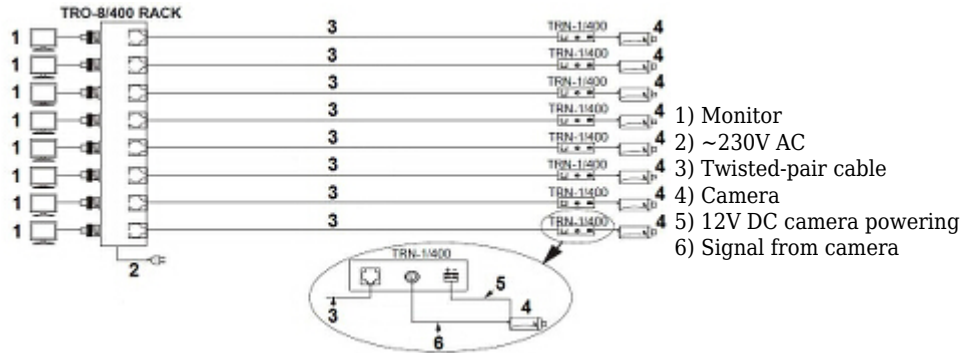 TRO-8/400 RACK
1 3 TRN-1/400 4
1 3 TRN-1/400 4
1 3 TRN-1/400 4
1 3 TRN-1/400 4
1 3 TRN-1/400 4
1 3 TRN-1/400 4
1 3 TRN-1/400 4
1 3 TRN-1/400 4
2
TRN-1/400
5
4
3
6
1) Monitor
2) ~230V AC
3) Twisted-pair cable
4) Camera
5) 12V DC camera powering
6) Signal from camera